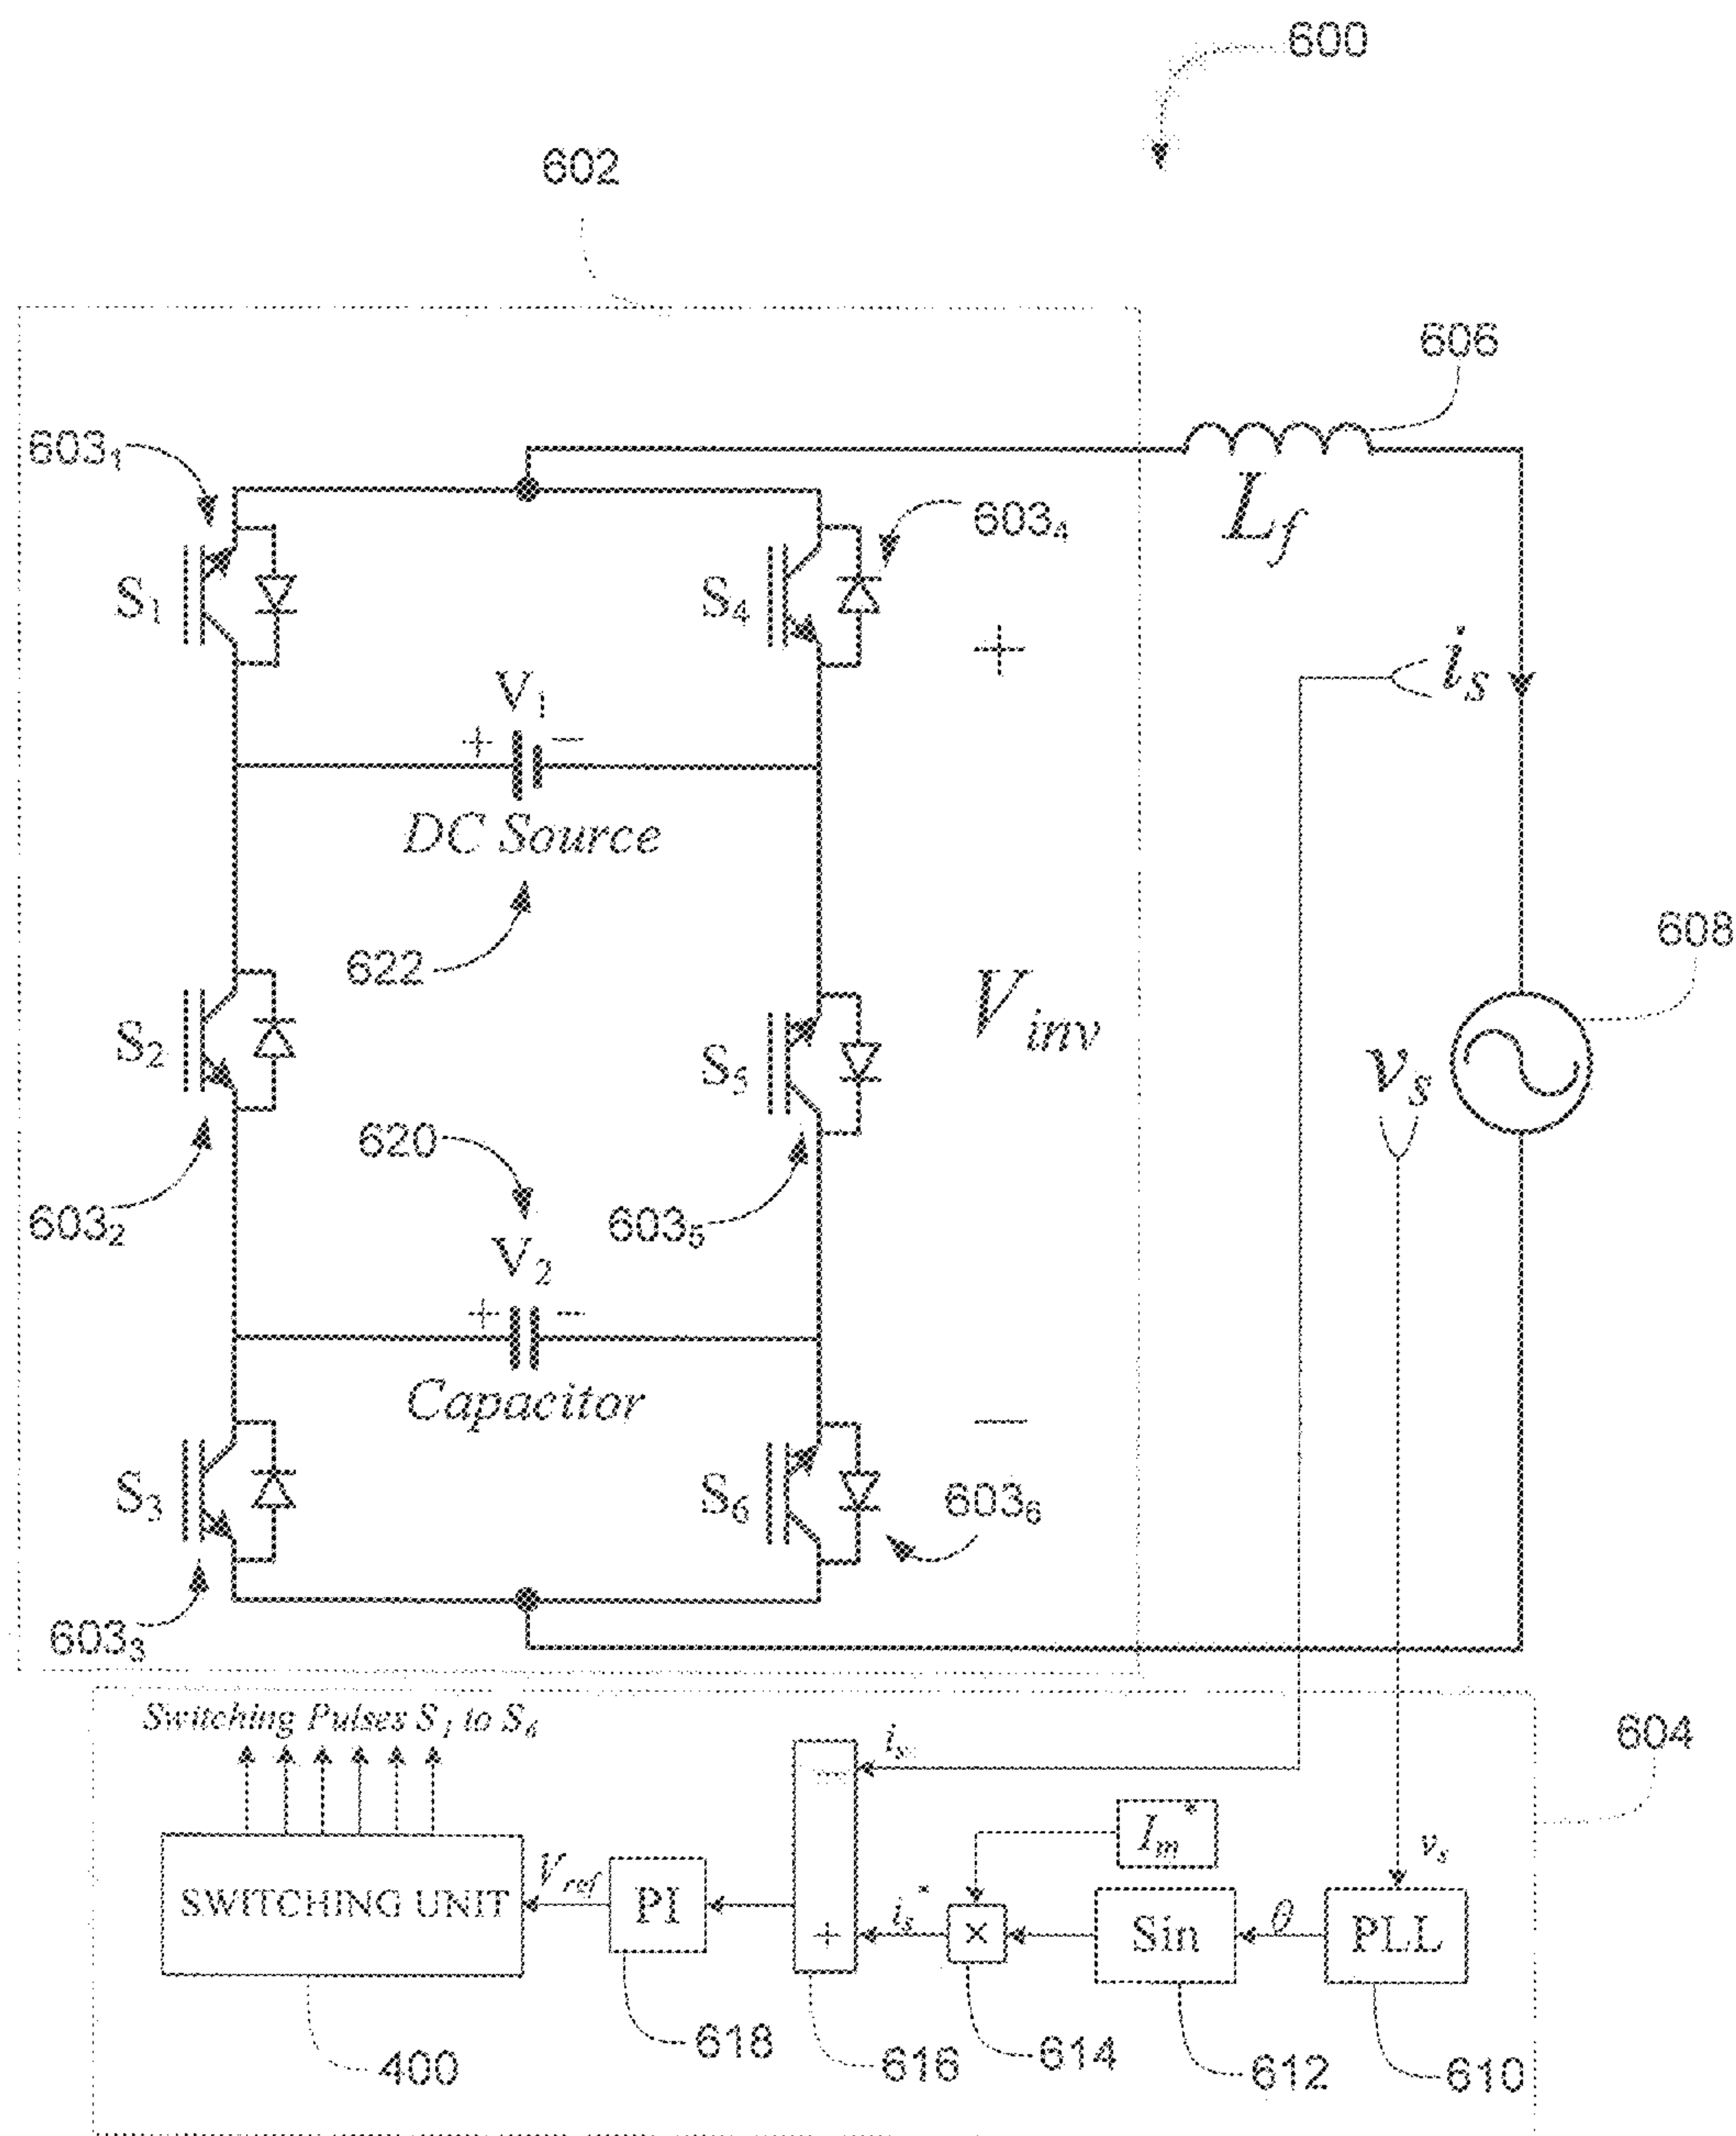 600
602
606
603₁
603₄
L_f
S₁
S₄
+
i_s
V₁
+ −
DC Source
622
608
V_inv
S₂
S₅
v_s
620
603₂
603₅
V₂
+ −
Capacitor
−
S₃
S₆
603₆
603₃
Switching Pulses S₁ to S₆
604
i_s
−
I_m*
v_s
V_ref
SWITCHING UNIT
PI
+
i_s*
×
Sin
θ
PLL
400
618
616
614
612
610